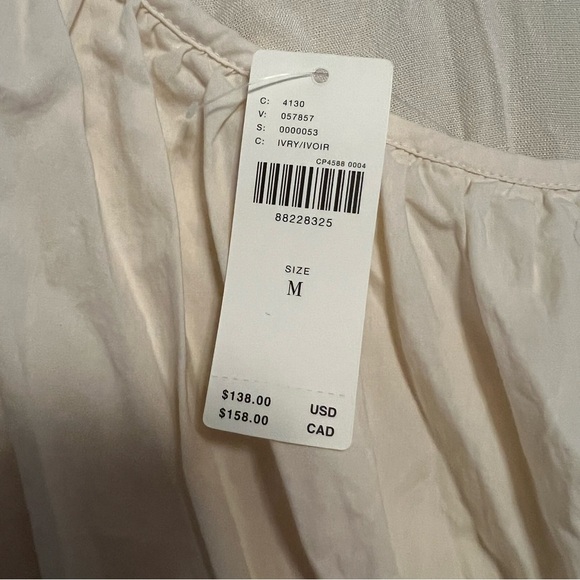 C: 4130
V: 057857
S: 0000053
C: IVRY/IVOIR
CP4588 0004
88228325
SIZE
M
$138.00 USD
$158.00 CAD